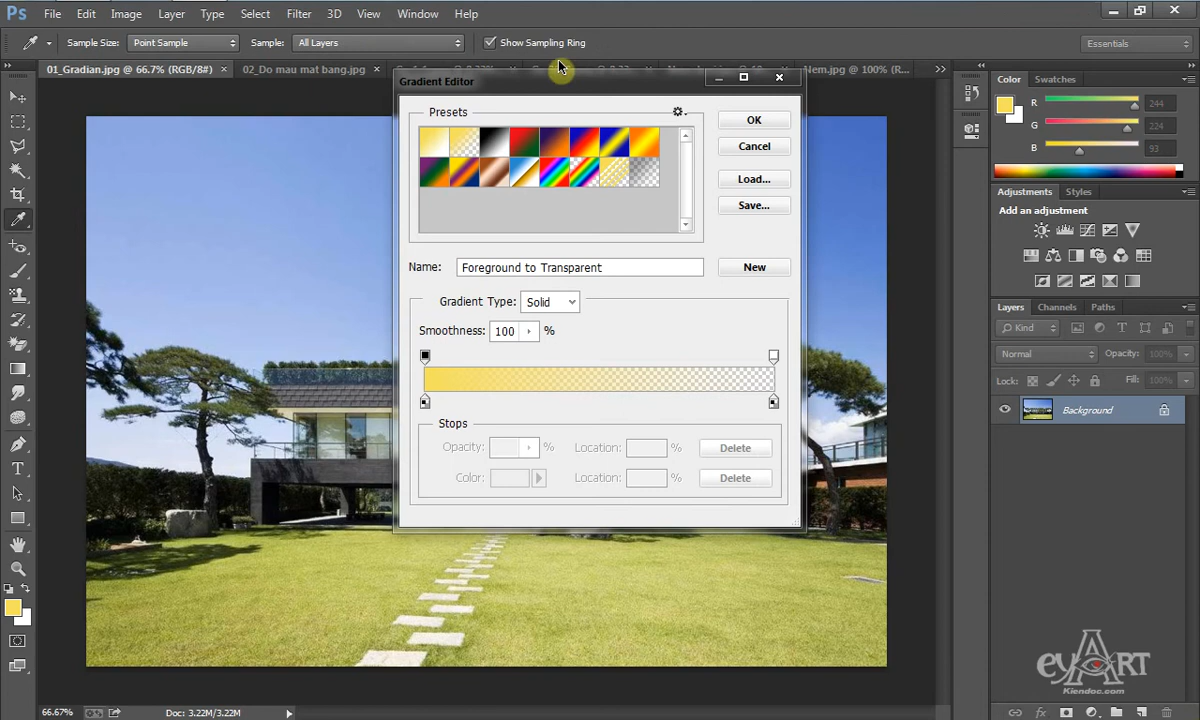 Ps File Edit Image Layer Type Select Filter 3D View Window Help
Sample Size: Point Sample Sample: All Layers Show Sampling Ring Essentials
01_Gradian.jpg @ 66.7% (RGB/8#) × 02_Do mau mat bang.jpg × Nem.jpg @ 100% (R...
Gradient Editor
Presets
OK
Cancel
Load...
Save...
Name: Foreground to Transparent New
Gradient Type: Solid
Smoothness: 100 %
Stops
Opacity: % Location: % Delete
Color: Location: % Delete
Color Swatches
R 244
G 224
B 93
Adjustments Styles
Add an adjustment
Layers Channels Paths
Kind
Normal Opacity: 100%
Lock: Fill: 100%
Background
eyART
Kiendoc.com
66.67% Doc: 3.22M/3.22M